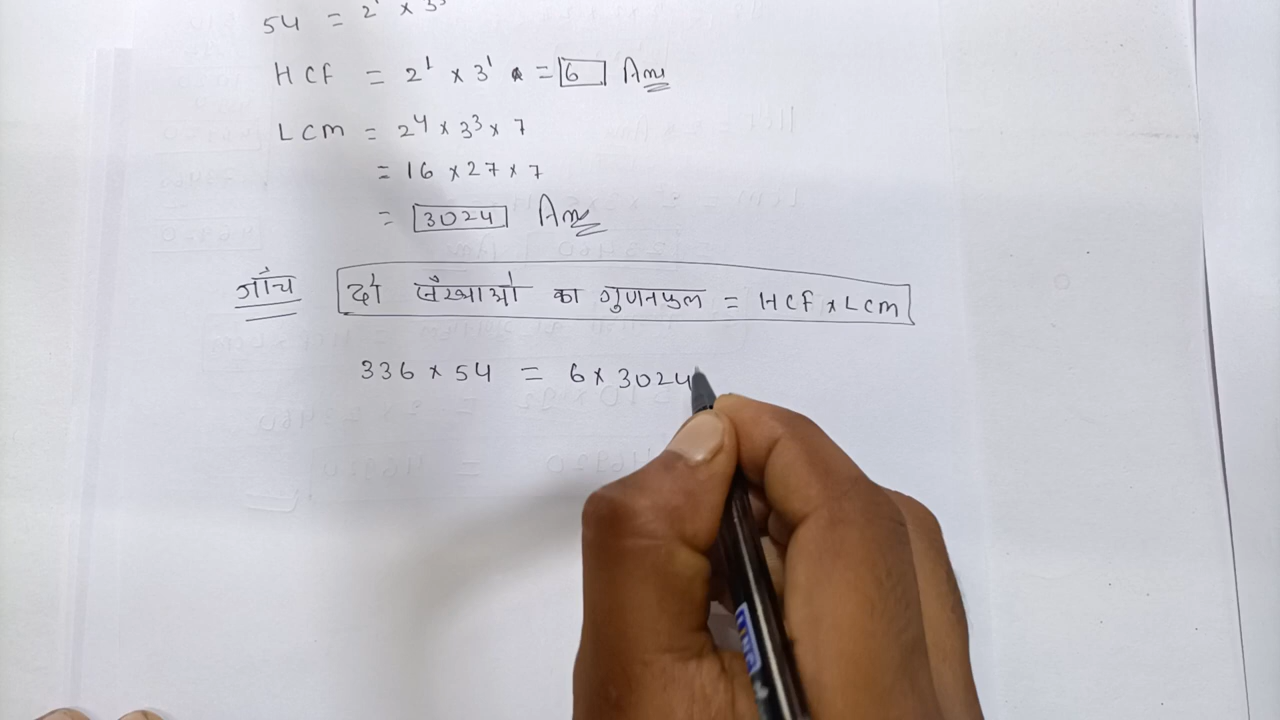 54 = 2¹ × 3³
HCF = 2¹ × 3¹ = 6 Ans
LCM = 2⁴ × 3³ × 7
= 16 × 27 × 7
= 3024 Ans
जाँच दो संख्याओं का गुणनफल = HCF × LCM
336 × 54 = 6 × 3024